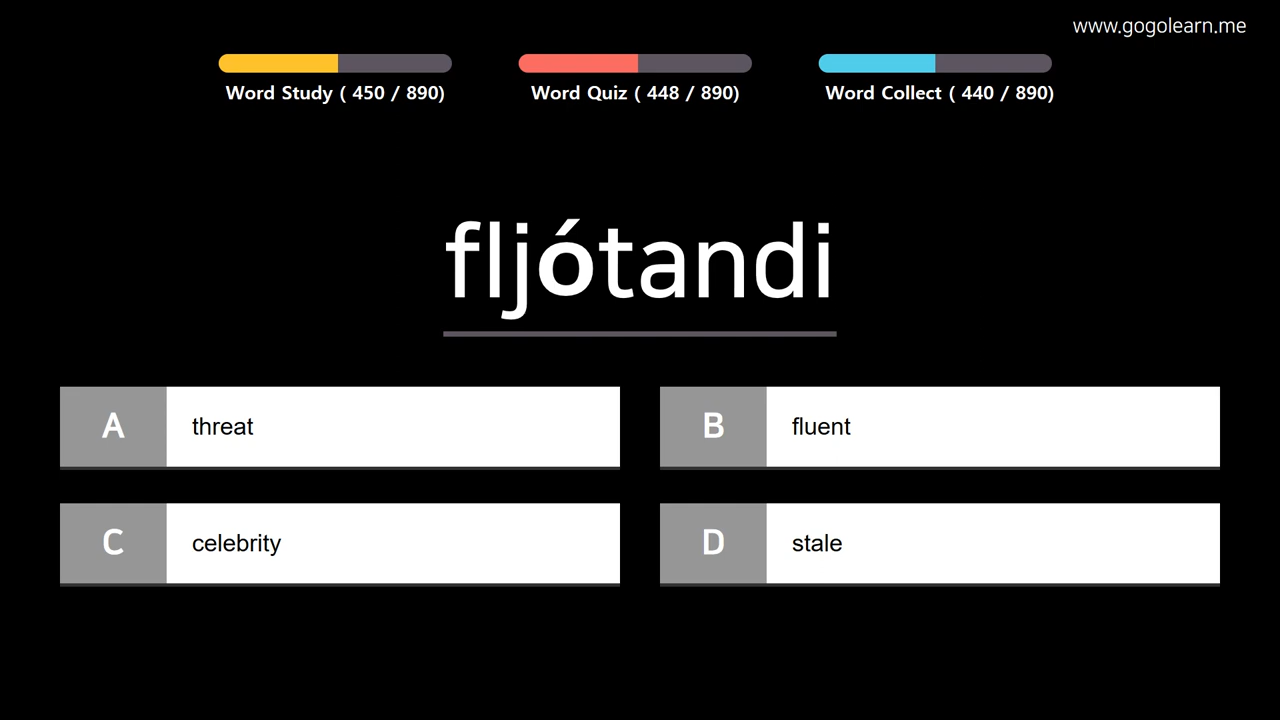 www.gogolearn.me
Word Study ( 450 / 890)
Word Quiz ( 448 / 890)
Word Collect ( 440 / 890)
fljótandi
A threat
B fluent
C celebrity
D stale